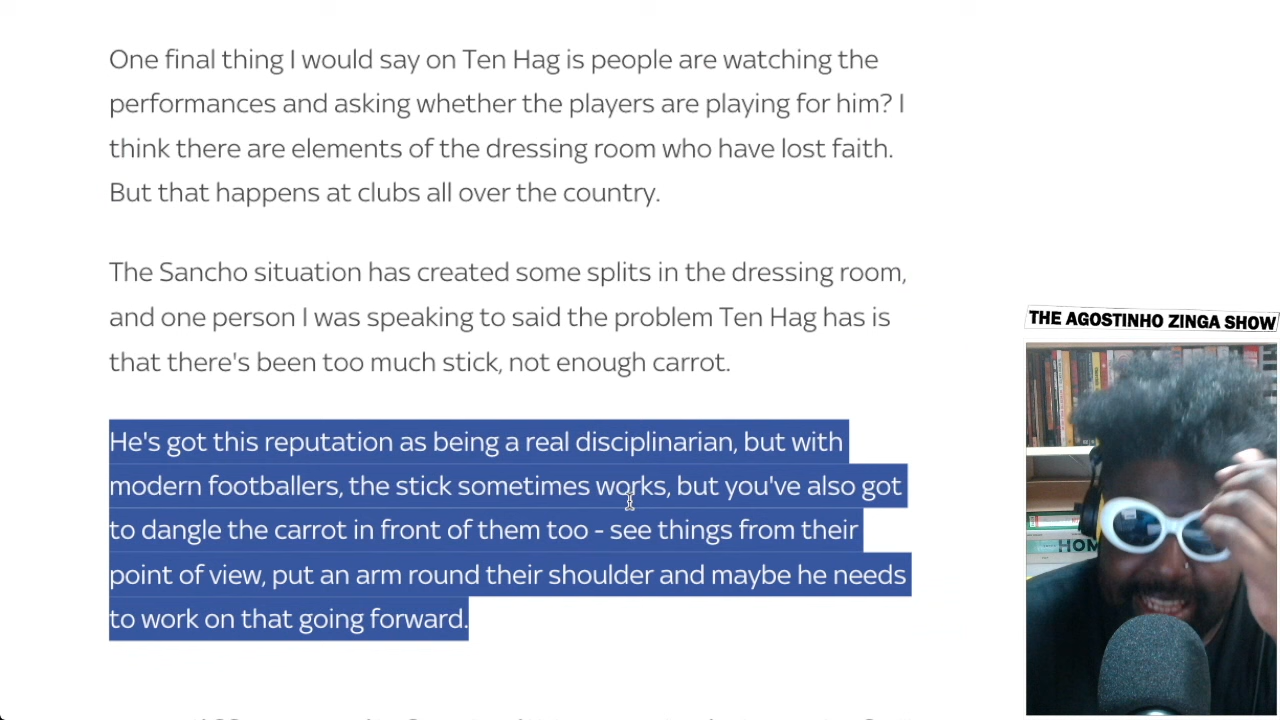 One final thing I would say on Ten Hag is people are watching the
performances and asking whether the players are playing for him? I
think there are elements of the dressing room who have lost faith.
But that happens at clubs all over the country.
The Sancho situation has created some splits in the dressing room,
and one person I was speaking to said the problem Ten Hag has is
that there's been too much stick, not enough carrot.
He's got this reputation as being a real disciplinarian, but with
modern footballers, the stick sometimes works, but you've also got
to dangle the carrot in front of them too - see things from their
point of view, put an arm round their shoulder and maybe he needs
to work on that going forward.
THE AGOSTINHO ZINGA SHOW
HOM